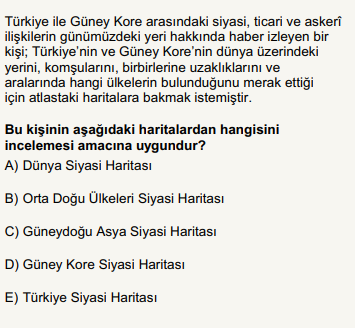 Türkiye ile Güney Kore arasındaki siyasi, ticari ve askerî
ilişkilerin günümüzdeki yeri hakkında haber izleyen bir
kişi; Türkiye’nin ve Güney Kore’nin dünya üzerindeki
yerini, komşularını, birbirlerine uzaklıklarını ve
aralarında hangi ülkelerin bulunduğunu merak ettiği
için atlastaki haritalara bakmak istemiştir.
Bu kişinin aşağıdaki haritalardan hangisini
incelemesi amacına uygundur?
A) Dünya Siyasi Haritası
B) Orta Doğu Ülkeleri Siyasi Haritası
C) Güneydoğu Asya Siyasi Haritası
D) Güney Kore Siyasi Haritası
E) Türkiye Siyasi Haritası